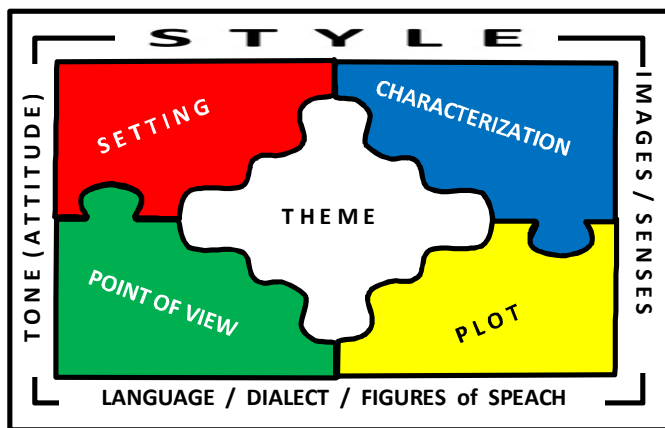 STYLE
SETTING
CHARACTERIZATION
TONE (ATTITUDE)
THEME
IMAGES / SENSES
POINT OF VIEW
PLOT
LANGUAGE / DIALECT / FIGURES of SPEACH